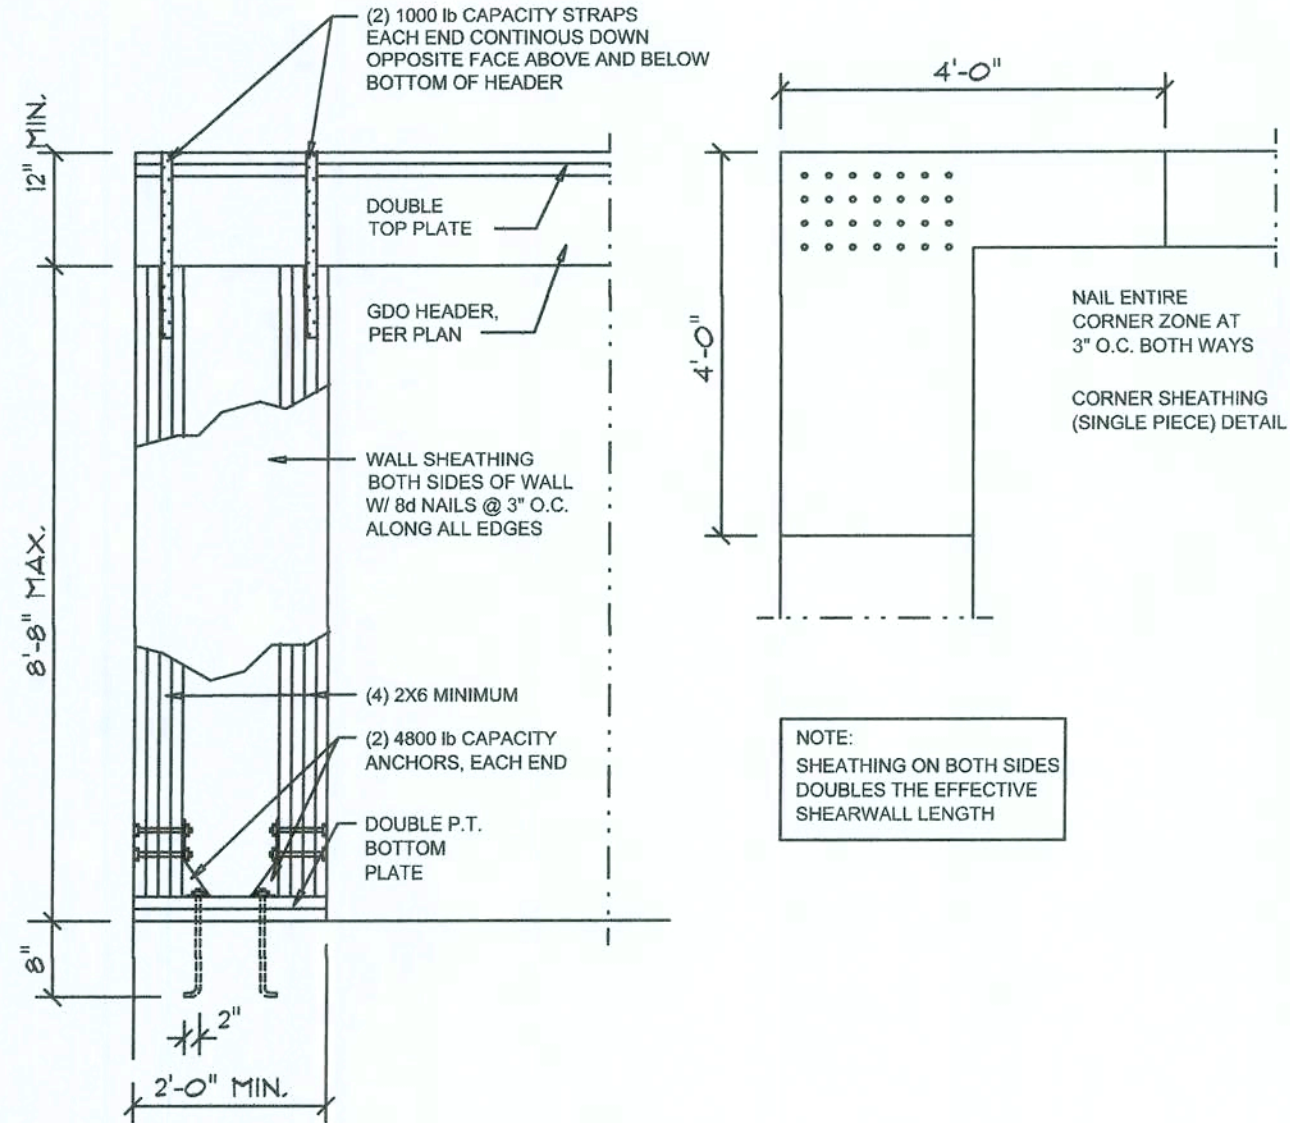 (2) 1000 lb CAPACITY STRAPS
EACH END CONTINOUS DOWN
OPPOSITE FACE ABOVE AND BELOW
BOTTOM OF HEADER
12" MIN.
DOUBLE
TOP PLATE
GDO HEADER,
PER PLAN
WALL SHEATHING
BOTH SIDES OF WALL
W/ 8d NAILS @ 3" O.C.
ALONG ALL EDGES
8'-8" MAX.
(4) 2X6 MINIMUM
(2) 4800 lb CAPACITY
ANCHORS, EACH END
DOUBLE P.T.
BOTTOM
PLATE
8"
2"
2'-0" MIN.
4'-0"
4'-0"
NAIL ENTIRE
CORNER ZONE AT
3" O.C. BOTH WAYS
CORNER SHEATHING
(SINGLE PIECE) DETAIL
NOTE:
SHEATHING ON BOTH SIDES
DOUBLES THE EFFECTIVE
SHEARWALL LENGTH